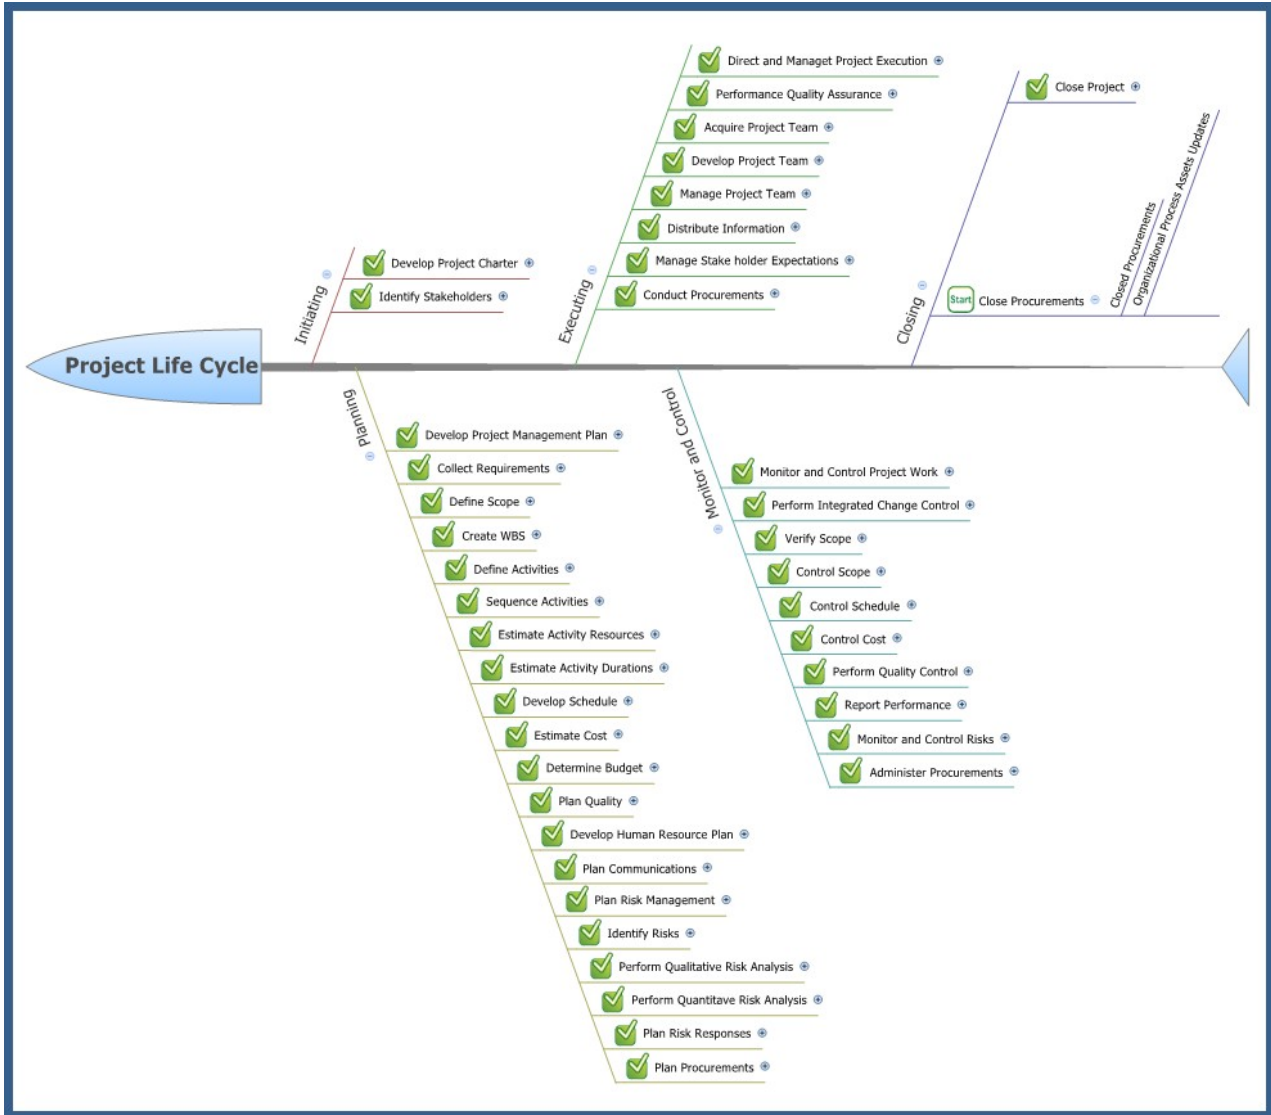 Project Life Cycle
Initiating
Develop Project Charter
Identify Stakeholders
Executing
Direct and Managet Project Execution
Performance Quality Assurance
Acquire Project Team
Develop Project Team
Manage Project Team
Distribute Information
Manage Stake holder Expectations
Conduct Procurements
Closing
Close Project
Start Close Procurements
Closed Procurements
Organizational Process Assets Updates
Planning
Develop Project Management Plan
Collect Requirements
Define Scope
Create WBS
Define Activities
Sequence Activities
Estimate Activity Resources
Estimate Activity Durations
Develop Schedule
Estimate Cost
Determine Budget
Plan Quality
Develop Human Resource Plan
Plan Communications
Plan Risk Management
Identify Risks
Perform Qualitative Risk Analysis
Perform Quantitave Risk Analysis
Plan Risk Responses
Plan Procurements
Monitor and Control
Monitor and Control Project Work
Perform Integrated Change Control
Verify Scope
Control Scope
Control Schedule
Control Cost
Perform Quality Control
Report Performance
Monitor and Control Risks
Administer Procurements